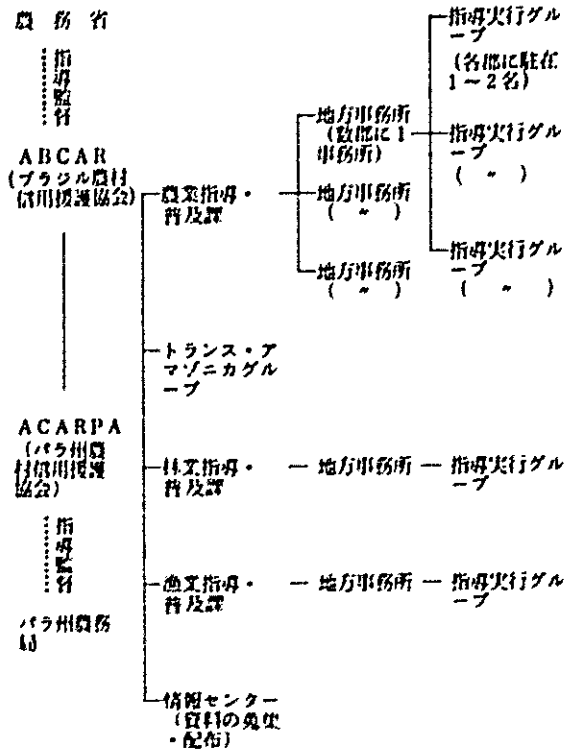 農務省
指導監督
ABCAR
(ブラジル農村
信用援護協会)
ACARPA
(パラ州農
村信用援護
協会)
指導監督
パラ州農務
局
農業指導・
普及課
トランス・ア
マゾニカグル
ープ
林業指導・
普及課
漁業指導・
普及課
情報センター
(資料の蒐集
・配布)
地方事務所
(数郡に1
事務所)
地方事務所
( 〃 )
地方事務所
( 〃 )
地方事務所
地方事務所
指導実行グル
ープ
(各郡に駐在
1~2名)
指導実行グル
ープ
( 〃 )
指導実行グル
ープ
( 〃 )
指導実行グル
ープ
指導実行グル
ープ